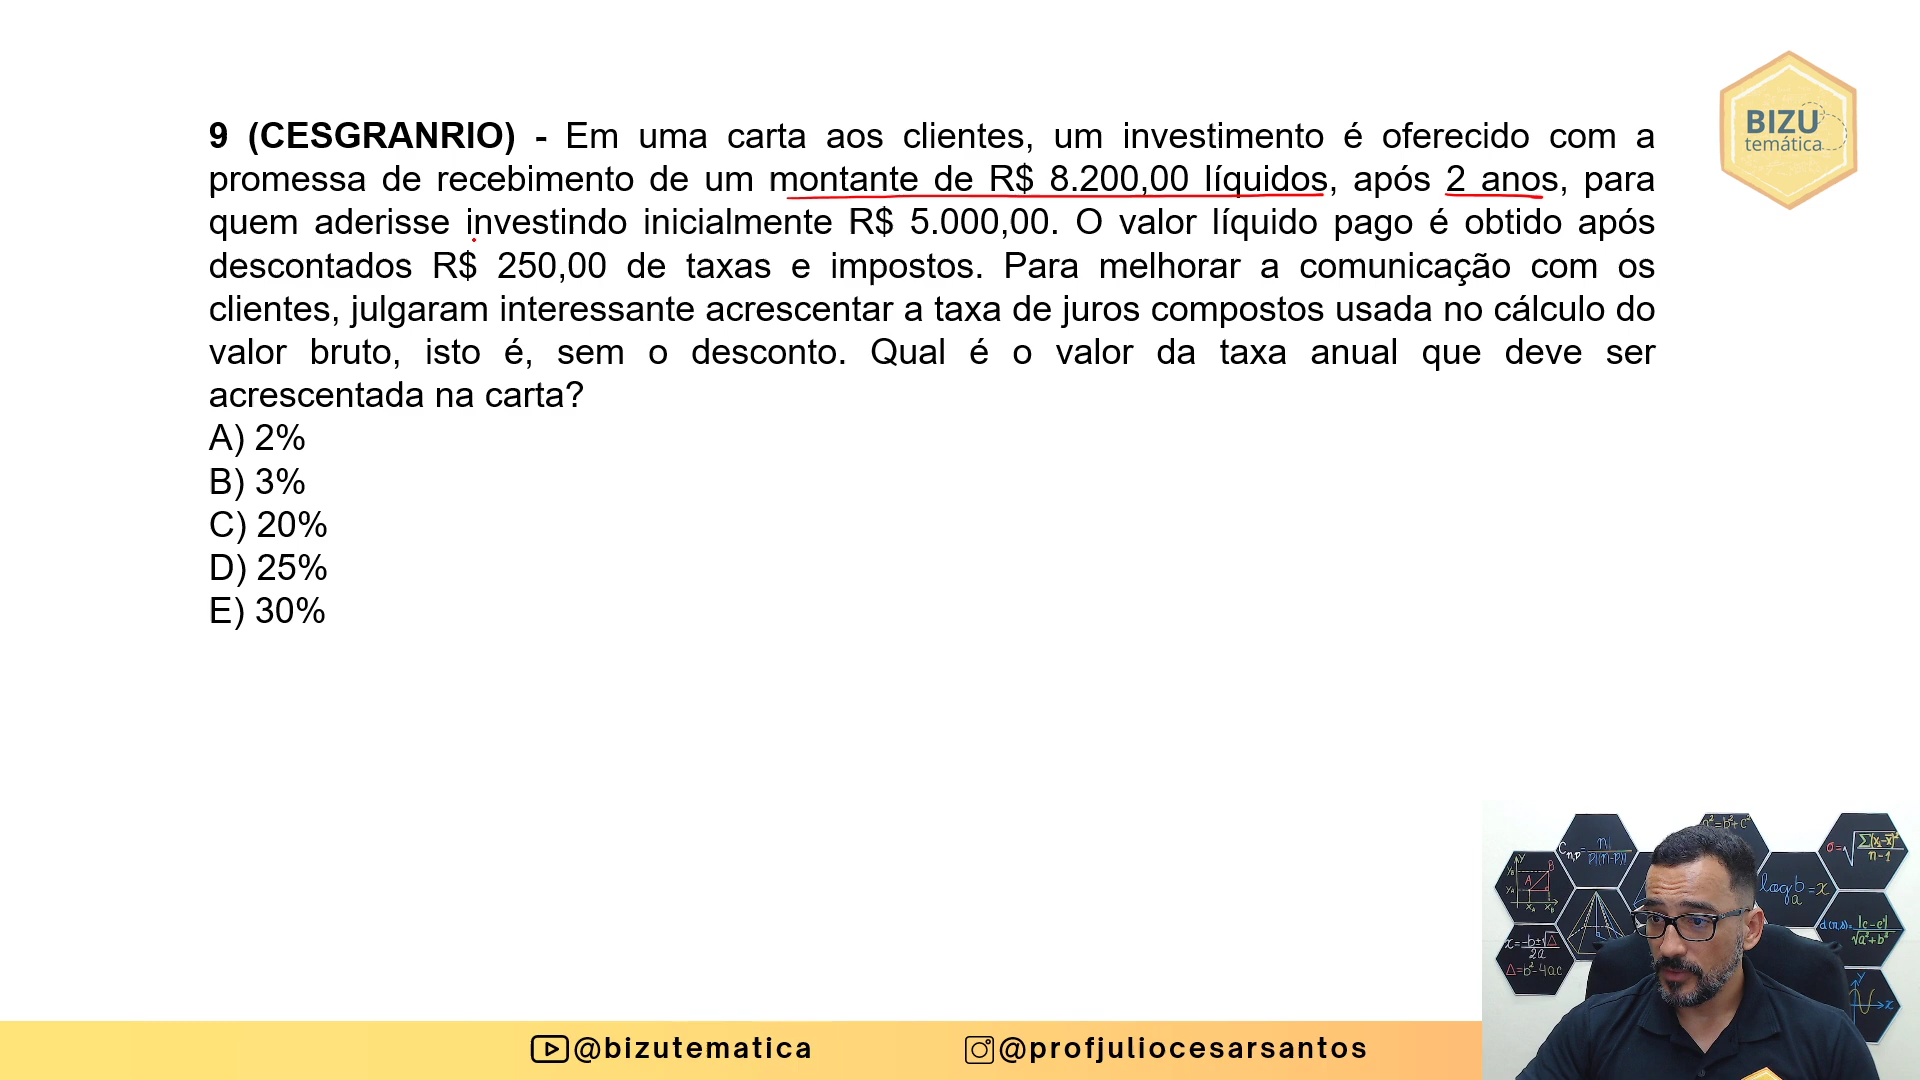 9 (CESGRANRIO) - Em uma carta aos clientes, um investimento é oferecido com a
promessa de recebimento de um montante de R$ 8.200,00 líquidos, após 2 anos, para
quem aderisse investindo inicialmente R$ 5.000,00. O valor líquido pago é obtido após
descontados R$ 250,00 de taxas e impostos. Para melhorar a comunicação com os
clientes, julgaram interessante acrescentar a taxa de juros compostos usada no cálculo do
valor bruto, isto é, sem o desconto. Qual é o valor da taxa anual que deve ser
acrescentada na carta?
A) 2%
B) 3%
C) 20%
D) 25%
E) 30%
BIZU
temática
@bizutematica
@profjuliocesarsantos
Δ=b²-4ac